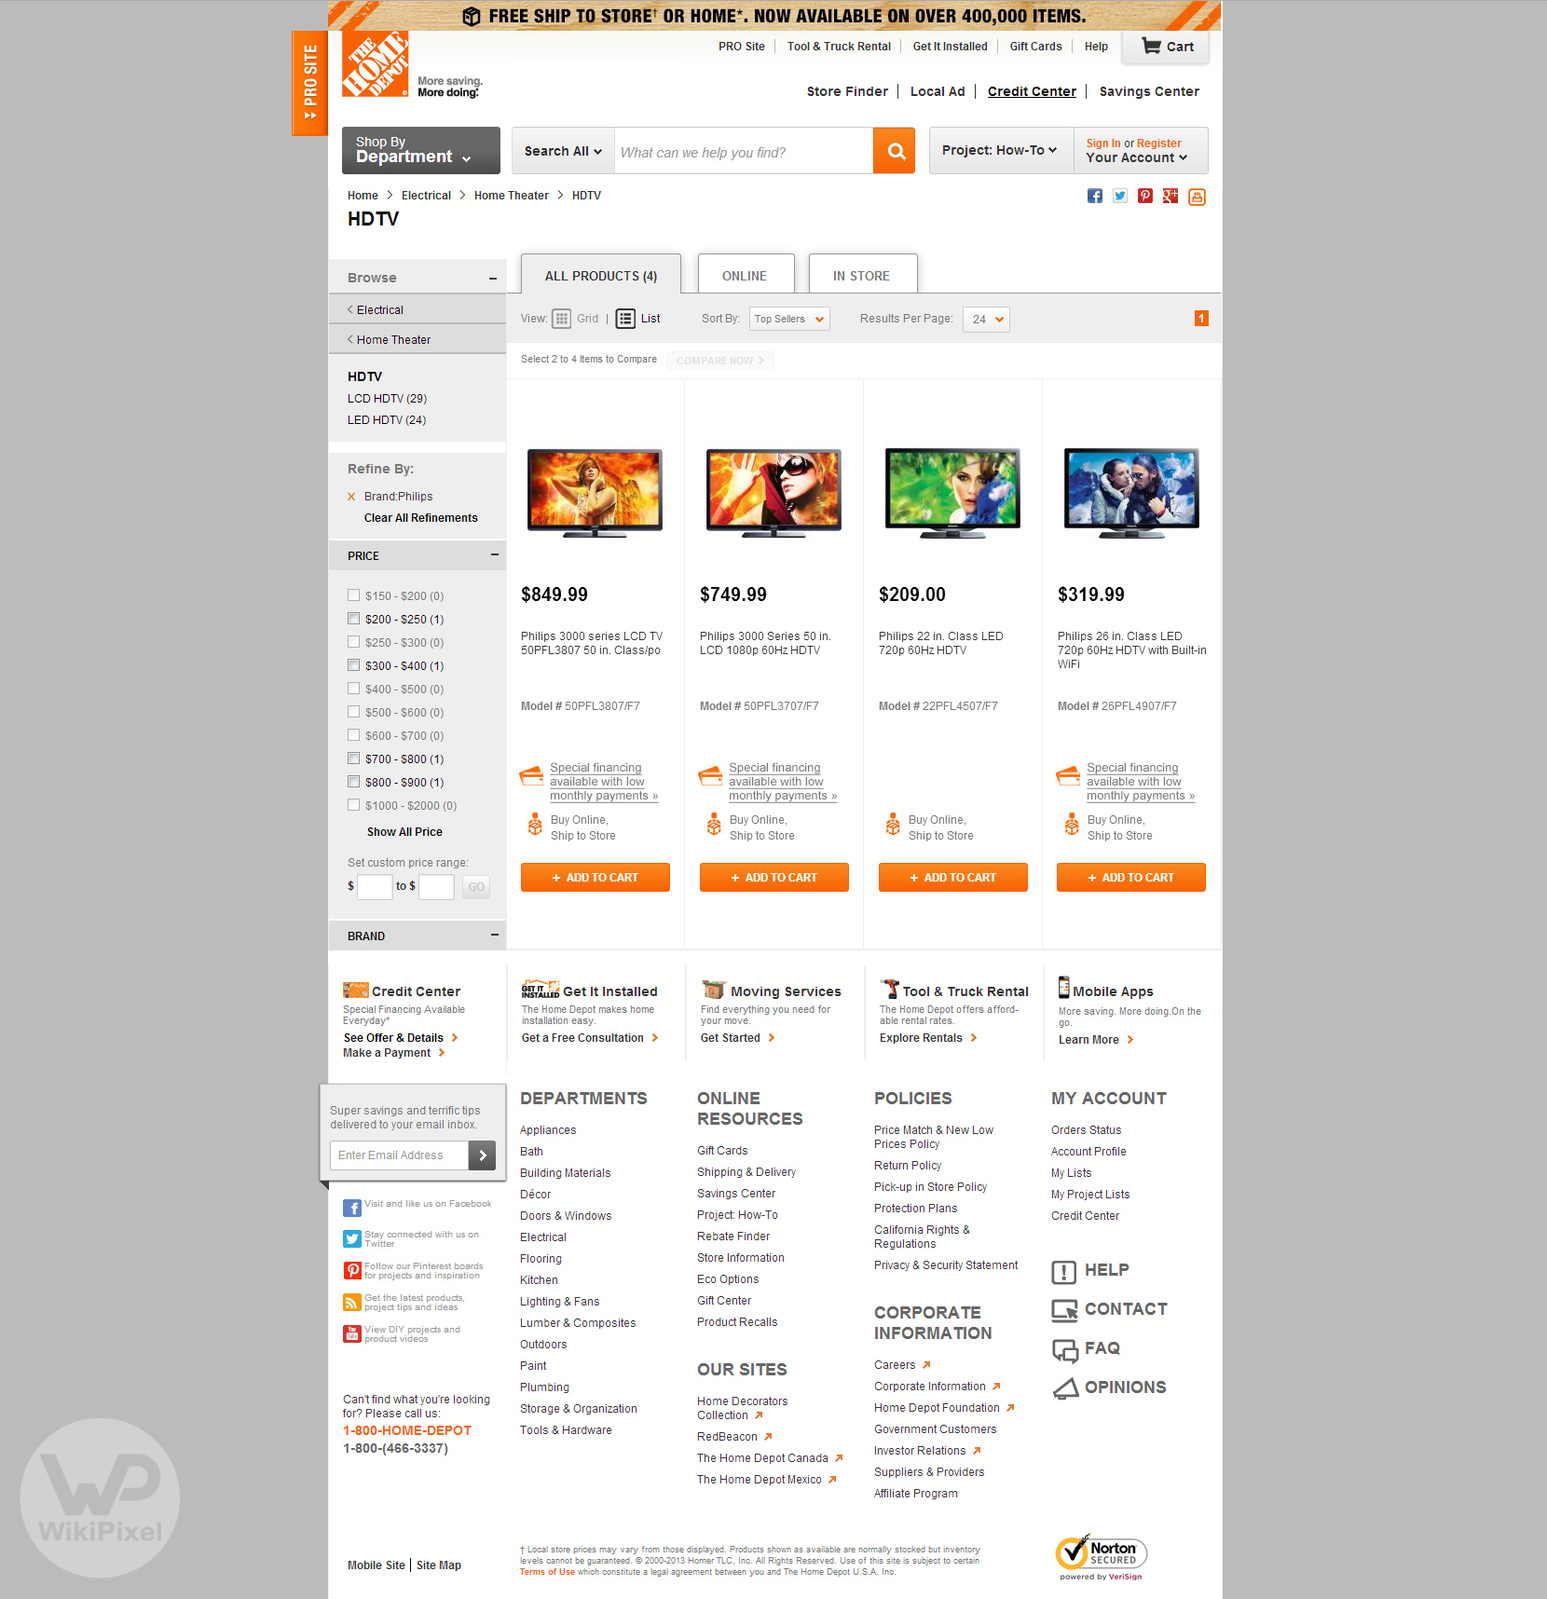 FREE SHIP TO STORE† OR HOME*. NOW AVAILABLE ON OVER 400,000 ITEMS.
PRO SITE
THE HOME DEPOT
More saving.
More doing.
PRO Site | Tool & Truck Rental | Get It Installed | Gift Cards | Help
Cart
Store Finder | Local Ad | Credit Center | Savings Center
Shop By
Department
Search All
What can we help you find?
Project: How-To
Sign In or Register
Your Account
Home > Electrical > Home Theater > HDTV
HDTV
Browse
< Electrical
< Home Theater
HDTV
LCD HDTV (29)
LED HDTV (24)
Refine By:
X Brand:Philips
Clear All Refinements
PRICE
$150 - $200 (0)
$200 - $250 (1)
$250 - $300 (0)
$300 - $400 (1)
$400 - $500 (0)
$500 - $600 (0)
$600 - $700 (0)
$700 - $800 (1)
$800 - $900 (1)
$1000 - $2000 (0)
Show All Price
Set custom price range:
$ to $ GO
BRAND
ALL PRODUCTS (4)
ONLINE
IN STORE
View: Grid | List
Sort By: Top Sellers
Results Per Page: 24
1
Select 2 to 4 Items to Compare
COMPARE NOW >
$849.99
Philips 3000 series LCD TV
50PFL3807 50 in. Class/po
Model # 50PFL3807/F7
Special financing
available with low
monthly payments »
Buy Online,
Ship to Store
+ ADD TO CART
$749.99
Philips 3000 Series 50 in.
LCD 1080p 60Hz HDTV
Model # 50PFL3707/F7
Special financing
available with low
monthly payments »
Buy Online,
Ship to Store
+ ADD TO CART
$209.00
Philips 22 in. Class LED
720p 60Hz HDTV
Model # 22PFL4507/F7
Buy Online,
Ship to Store
+ ADD TO CART
$319.99
Philips 26 in. Class LED
720p 60Hz HDTV with Built-in
WiFi
Model # 26PFL4907/F7
Special financing
available with low
monthly payments »
Buy Online,
Ship to Store
+ ADD TO CART
Credit Center
Special Financing Available
Everyday*
See Offer & Details >
Make a Payment >
GET IT INSTALLED
Get It Installed
The Home Depot makes home
installation easy.
Get a Free Consultation >
Moving Services
Find everything you need for
your move.
Get Started >
Tool & Truck Rental
The Home Depot offers afford-
able rental rates.
Explore Rentals >
Mobile Apps
More saving. More doing.On the
go.
Learn More >
Super savings and terrific tips
delivered to your email inbox.
Enter Email Address
Visit and like us on Facebook
Stay connected with us on
Twitter
Follow our Pinterest boards
for projects and inspiration
Get the latest products,
project tips and ideas
View DIY projects and
product videos
Can't find what you're looking
for? Please call us:
1-800-HOME-DEPOT
1-800-(466-3337)
DEPARTMENTS
Appliances
Bath
Building Materials
Décor
Doors & Windows
Electrical
Flooring
Kitchen
Lighting & Fans
Lumber & Composites
Outdoors
Paint
Plumbing
Storage & Organization
Tools & Hardware
ONLINE
RESOURCES
Gift Cards
Shipping & Delivery
Savings Center
Project: How-To
Rebate Finder
Store Information
Eco Options
Gift Center
Product Recalls
OUR SITES
Home Decorators
Collection
RedBeacon
The Home Depot Canada
The Home Depot Mexico
POLICIES
Price Match & New Low
Prices Policy
Return Policy
Pick-up in Store Policy
Protection Plans
California Rights &
Regulations
Privacy & Security Statement
CORPORATE
INFORMATION
Careers
Corporate Information
Home Depot Foundation
Government Customers
Investor Relations
Suppliers & Providers
Affiliate Program
MY ACCOUNT
Orders Status
Account Profile
My Lists
My Project Lists
Credit Center
HELP
CONTACT
FAQ
OPINIONS
WikiPixel
Mobile Site | Site Map
† Local store prices may vary from those displayed. Products shown as available are normally stocked but inventory
levels cannot be guaranteed. © 2000-2013 Homer TLC, Inc. All Rights Reserved. Use of this site is subject to certain
Terms of Use which constitute a legal agreement between you and The Home Depot U.S.A. Inc.
Norton
SECURED
powered by VeriSign